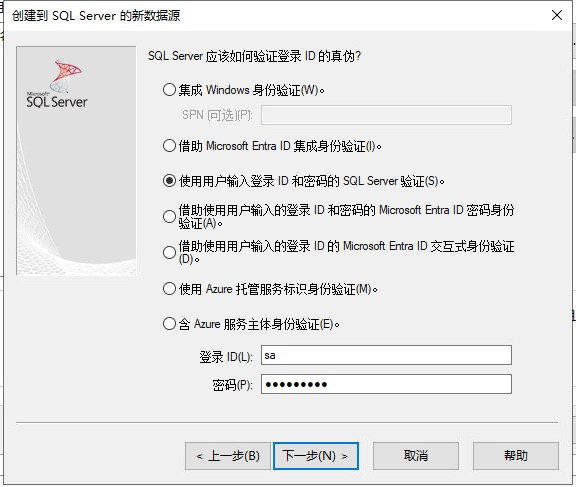 创建到 SQL Server 的新数据源
Microsoft
SQL Server
SQL Server 应该如何验证登录 ID 的真伪?
集成 Windows 身份验证(W)。
SPN (可选)(P):
借助 Microsoft Entra ID 集成身份验证(I)。
使用用户输入登录 ID 和密码的 SQL Server 验证(S)。
借助使用用户输入的登录 ID 和密码的 Microsoft Entra ID 密码身份
验证(A)。
借助使用用户输入的登录 ID 的 Microsoft Entra ID 交互式身份验证
(D)。
使用 Azure 托管服务标识身份验证(M)。
含 Azure 服务主体身份验证(E)。
登录 ID(L): sa
密码(P): ●●●●●●●●●
< 上一步(B) 下一步(N) > 取消 帮助